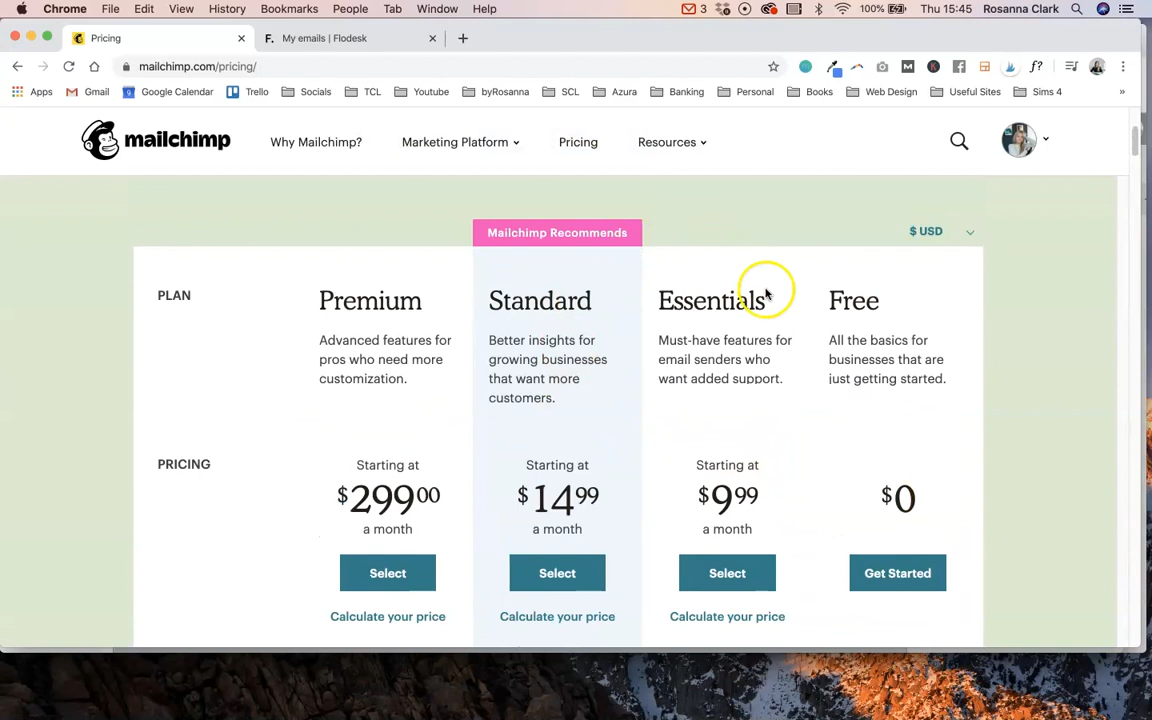 Chrome File Edit View History Bookmarks People Tab Window Help 3 100% Thu 15:45 Rosanna Clark
Pricing F. My emails | Flodesk
mailchimp.com/pricing/
Apps Gmail Google Calendar Trello Socials TCL Youtube byRosanna SCL Azura Banking Personal Books Web Design Useful Sites Sims 4 »
mailchimp Why Mailchimp? Marketing Platform Pricing Resources
Mailchimp Recommends $ USD
PLAN Premium Standard Essentials Free
Advanced features for Better insights for Must-have features for All the basics for
pros who need more growing businesses email senders who businesses that are
customization. that want more want added support. just getting started.
customers.
PRICING Starting at Starting at Starting at
$29900 $1499 $999 $0
a month a month a month
Select Select Select Get Started
Calculate your price Calculate your price Calculate your price